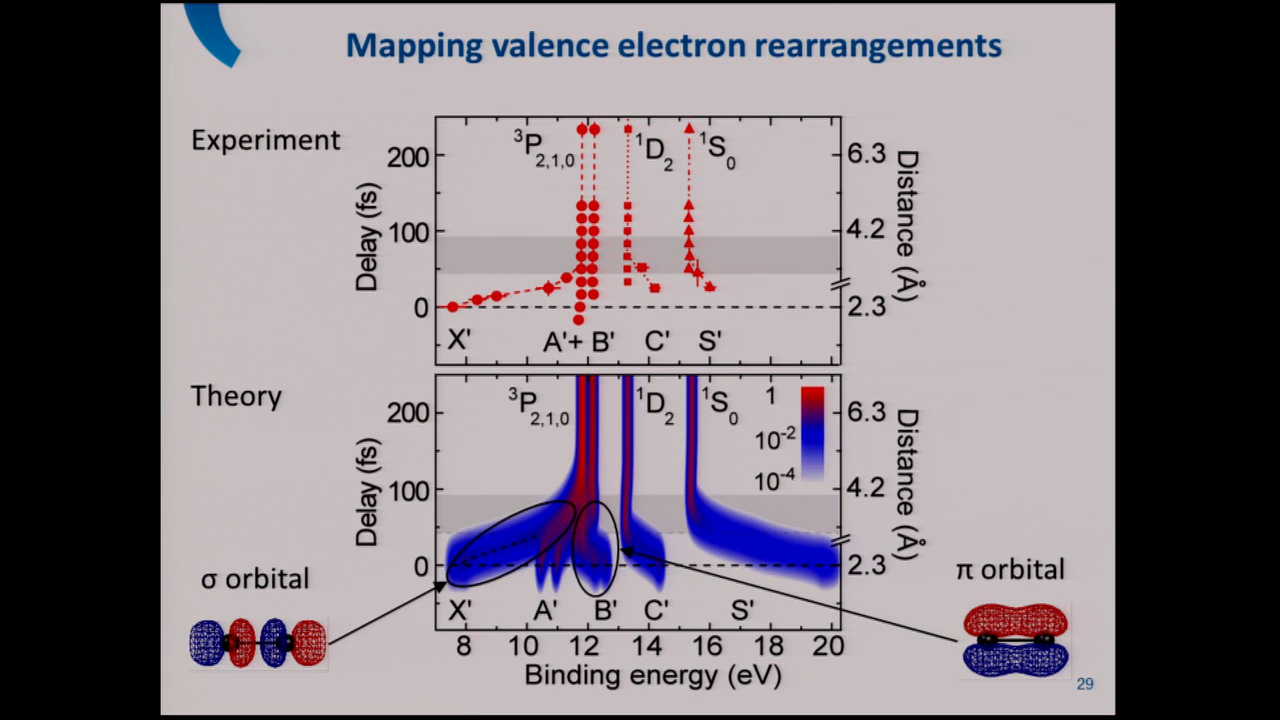 Mapping valence electron rearrangements
Experiment
Delay (fs)
200
100
0
³P₂,₁,₀
¹D₂
¹S₀
X'
A'+ B'
C'
S'
6.3
4.2
2.3
Distance (Å)
Theory
Delay (fs)
200
100
0
³P₂,₁,₀
¹D₂
¹S₀
1
10⁻²
10⁻⁴
X'
A'
B'
C'
S'
6.3
4.2
2.3
Distance (Å)
8 10 12 14 16 18 20
Binding energy (eV)
σ orbital
π orbital
29